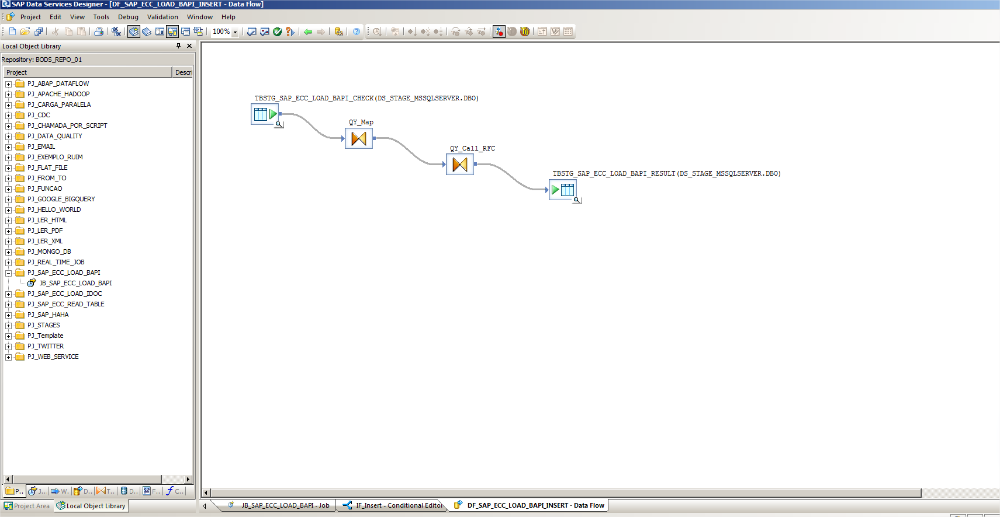 SAP Data Services Designer - [DF_SAP_ECC_LOAD_BAPI_INSERT - Data Flow]
Project Edit View Tools Debug Validation Window Help
100%
Local Object Library
Repository: BODS_REPO_01
Project Descri
PJ_ABAP_DATAFLOW
PJ_APACHE_HADOOP
PJ_CARGA_PARALELA
PJ_CDC
PJ_CHAMADA_POR_SCRIPT
PJ_DATA_QUALITY
PJ_EMAIL
PJ_EXEMPLO_RUIM
PJ_FLAT_FILE
PJ_FROM_TO
PJ_FUNCAO
PJ_GOOGLE_BIGQUERY
PJ_HELLO_WORLD
PJ_LER_HTML
PJ_LER_PDF
PJ_LER_XML
PJ_MONGO_DB
PJ_REAL_TIME_JOB
PJ_SAP_ECC_LOAD_BAPI
JB_SAP_ECC_LOAD_BAPI
PJ_SAP_ECC_LOAD_IDOC
PJ_SAP_ECC_READ_TABLE
PJ_SAP_HAHA
PJ_STAGES
PJ_Template
PJ_TWITTER
PJ_WEB_SERVICE
P.. J.. W.. D.. T.. D.. F.. C..
Project Area Local Object Library
TBSTG_SAP_ECC_LOAD_BAPI_CHECK(DS_STAGE_MSSQLSERVER.DBO)
QY_Map
QY_Call_RFC
TBSTG_SAP_ECC_LOAD_BAPI_RESULT(DS_STAGE_MSSQLSERVER.DBO)
JB_SAP_ECC_LOAD_BAPI - Job IF_Insert - Conditional Editor DF_SAP_ECC_LOAD_BAPI_INSERT - Data Flow